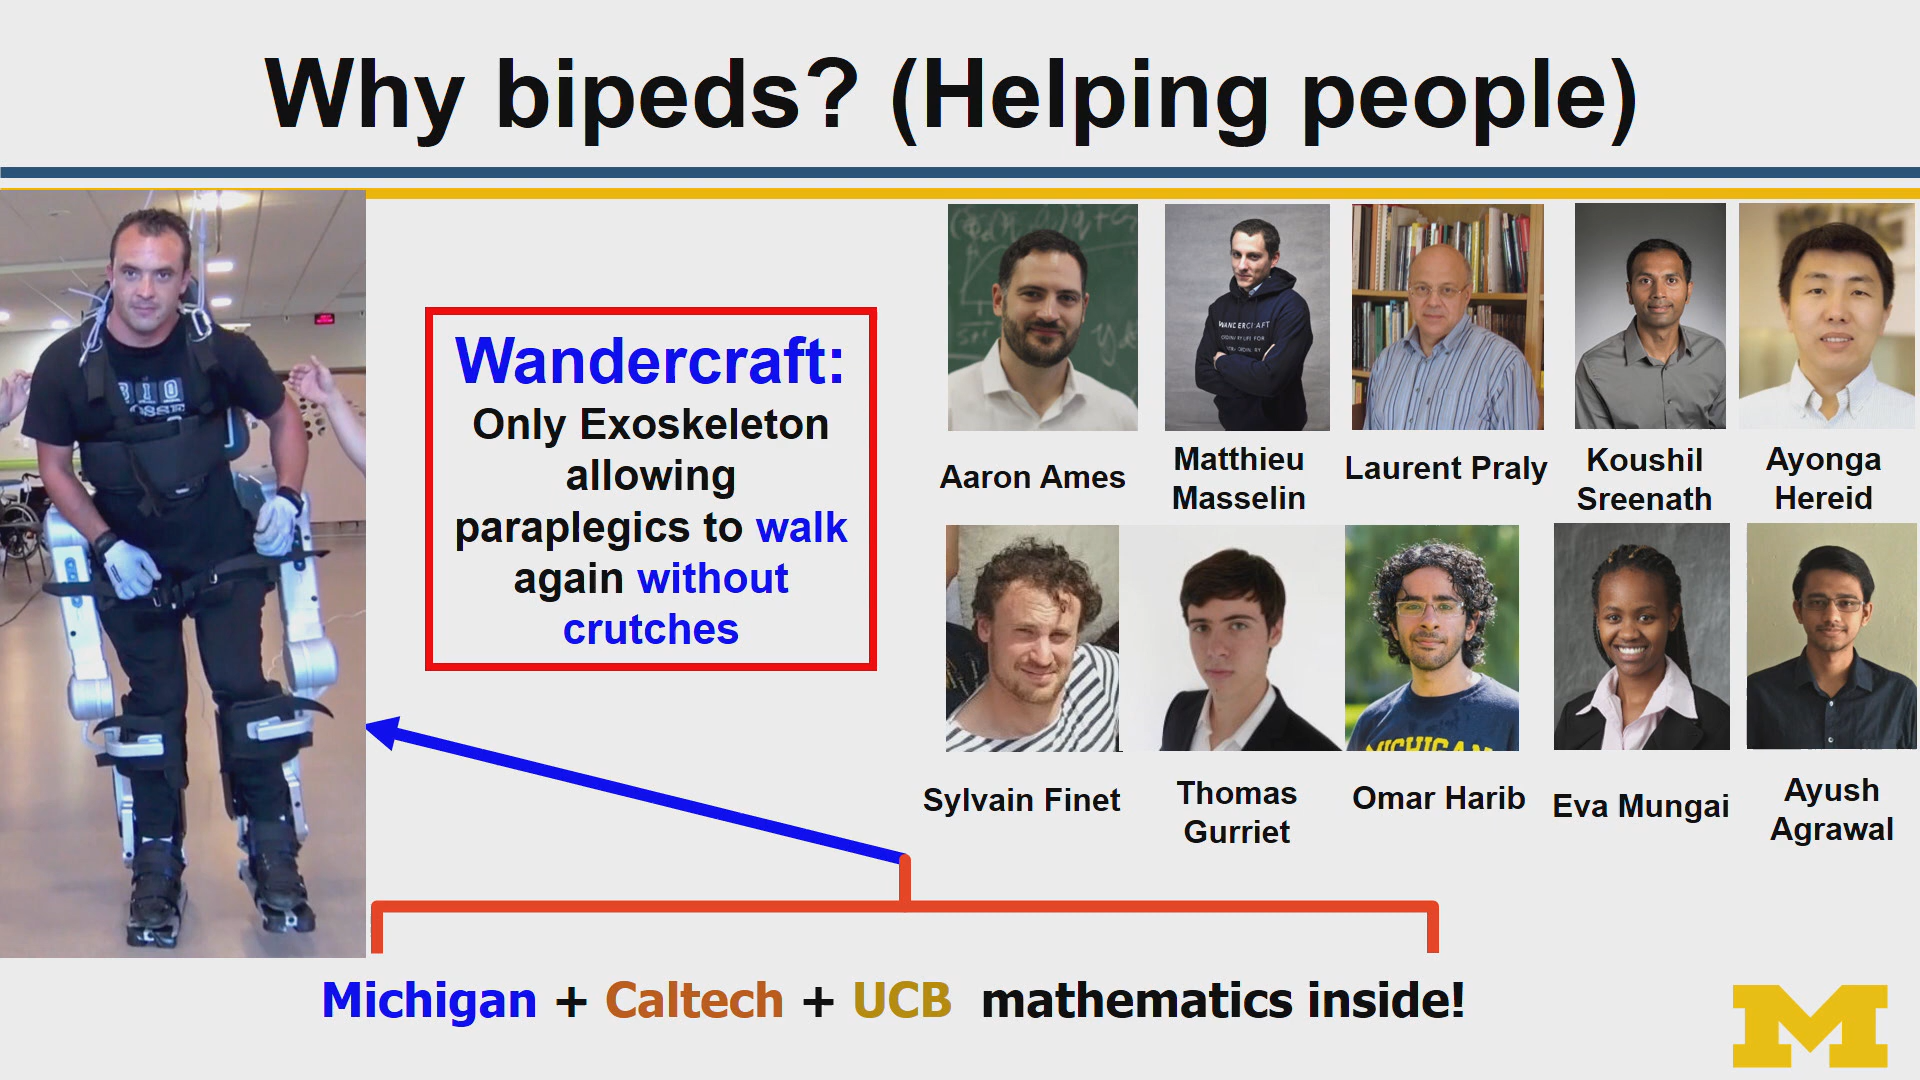 Why bipeds? (Helping people)
Wandercraft:
Only Exoskeleton
allowing
paraplegics to walk
again without
crutches
WANDERCRAFT
Aaron Ames
Matthieu
Masselin
Laurent Praly
Koushil
Sreenath
Ayonga
Hereid
MICHIGAN
Sylvain Finet
Thomas
Gurriet
Omar Harib
Eva Mungai
Ayush
Agrawal
Michigan + Caltech + UCB mathematics inside!
M